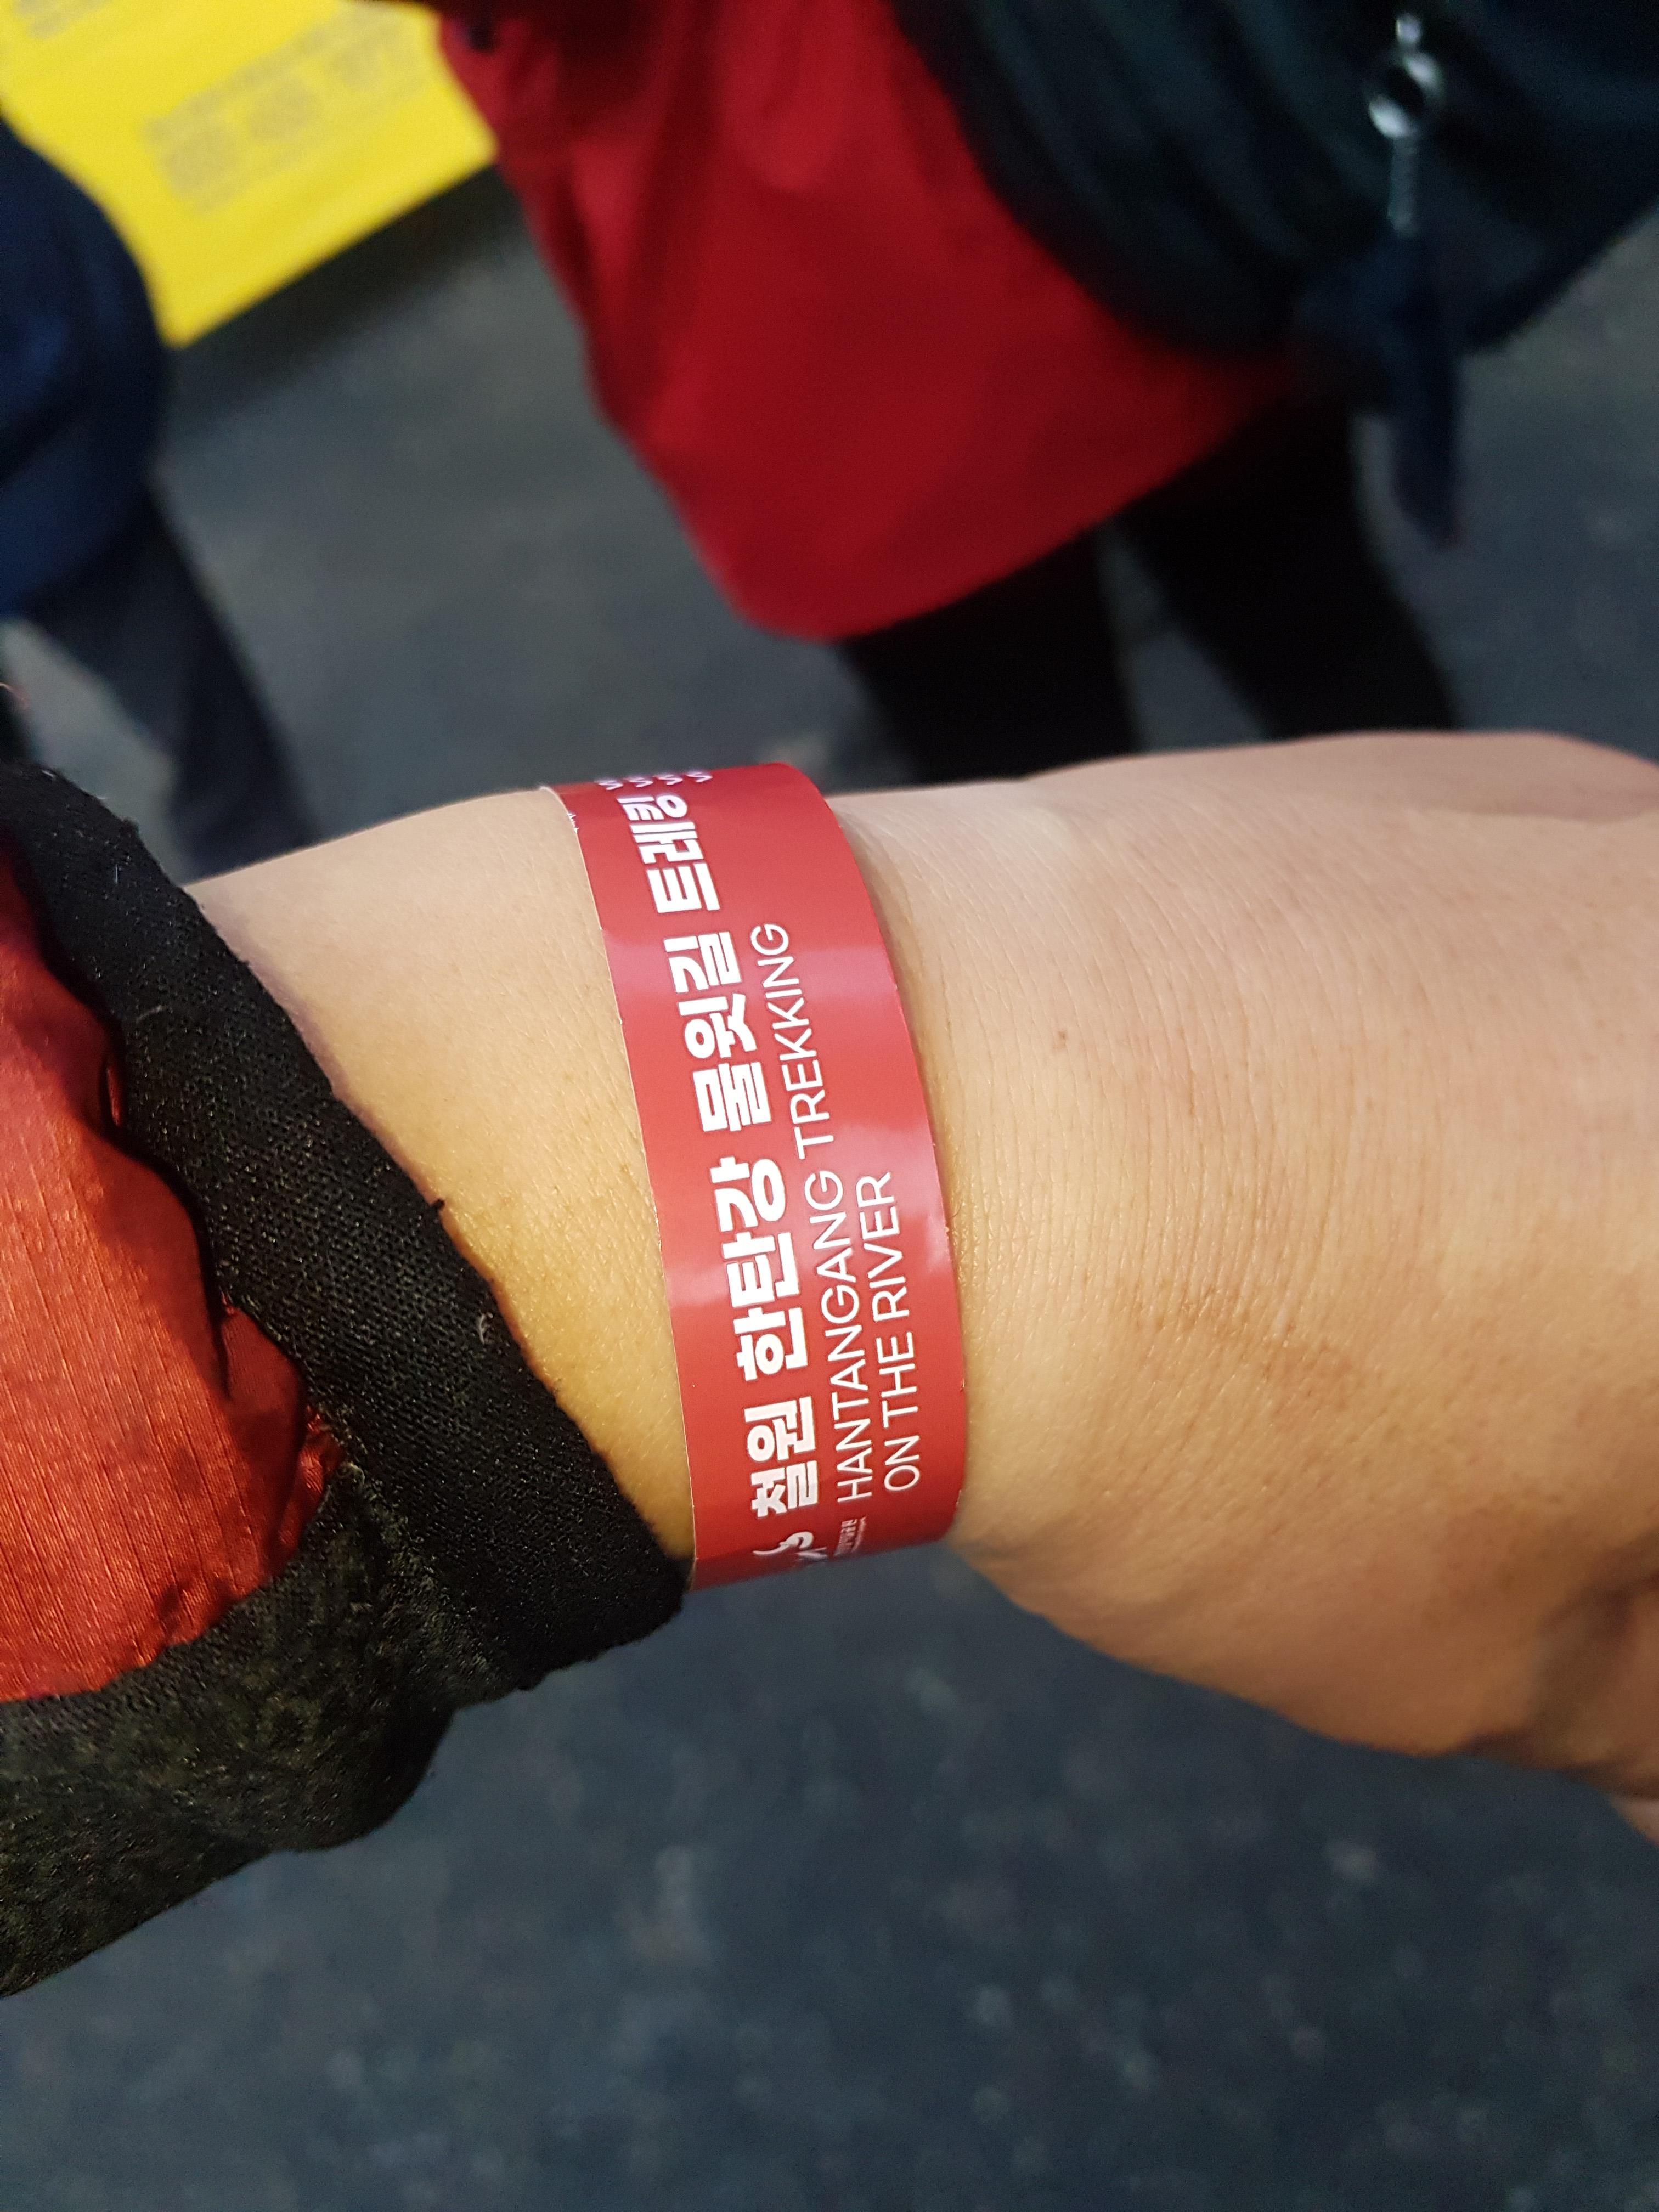 철원 한탄강 물윗길 트레킹
HANTANGANG TREKKING
ON THE RIVER